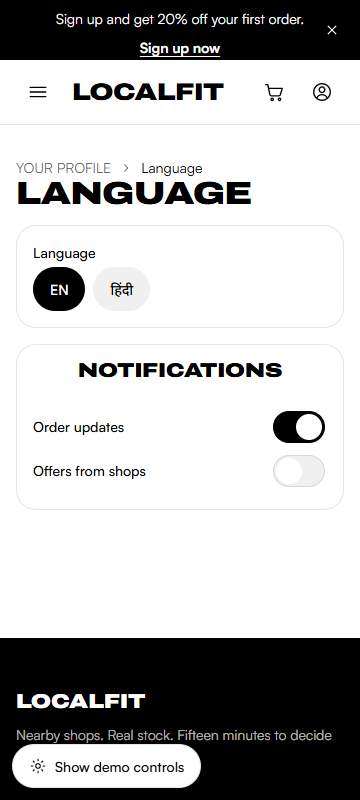 Sign up and get 20% off your first order.
Sign up now
LOCALFIT
YOUR PROFILE > Language
LANGUAGE
Language
EN
हिंदी
NOTIFICATIONS
Order updates
Offers from shops
LOCALFIT
Nearby shops. Real stock. Fifteen minutes to decide
Show demo controls